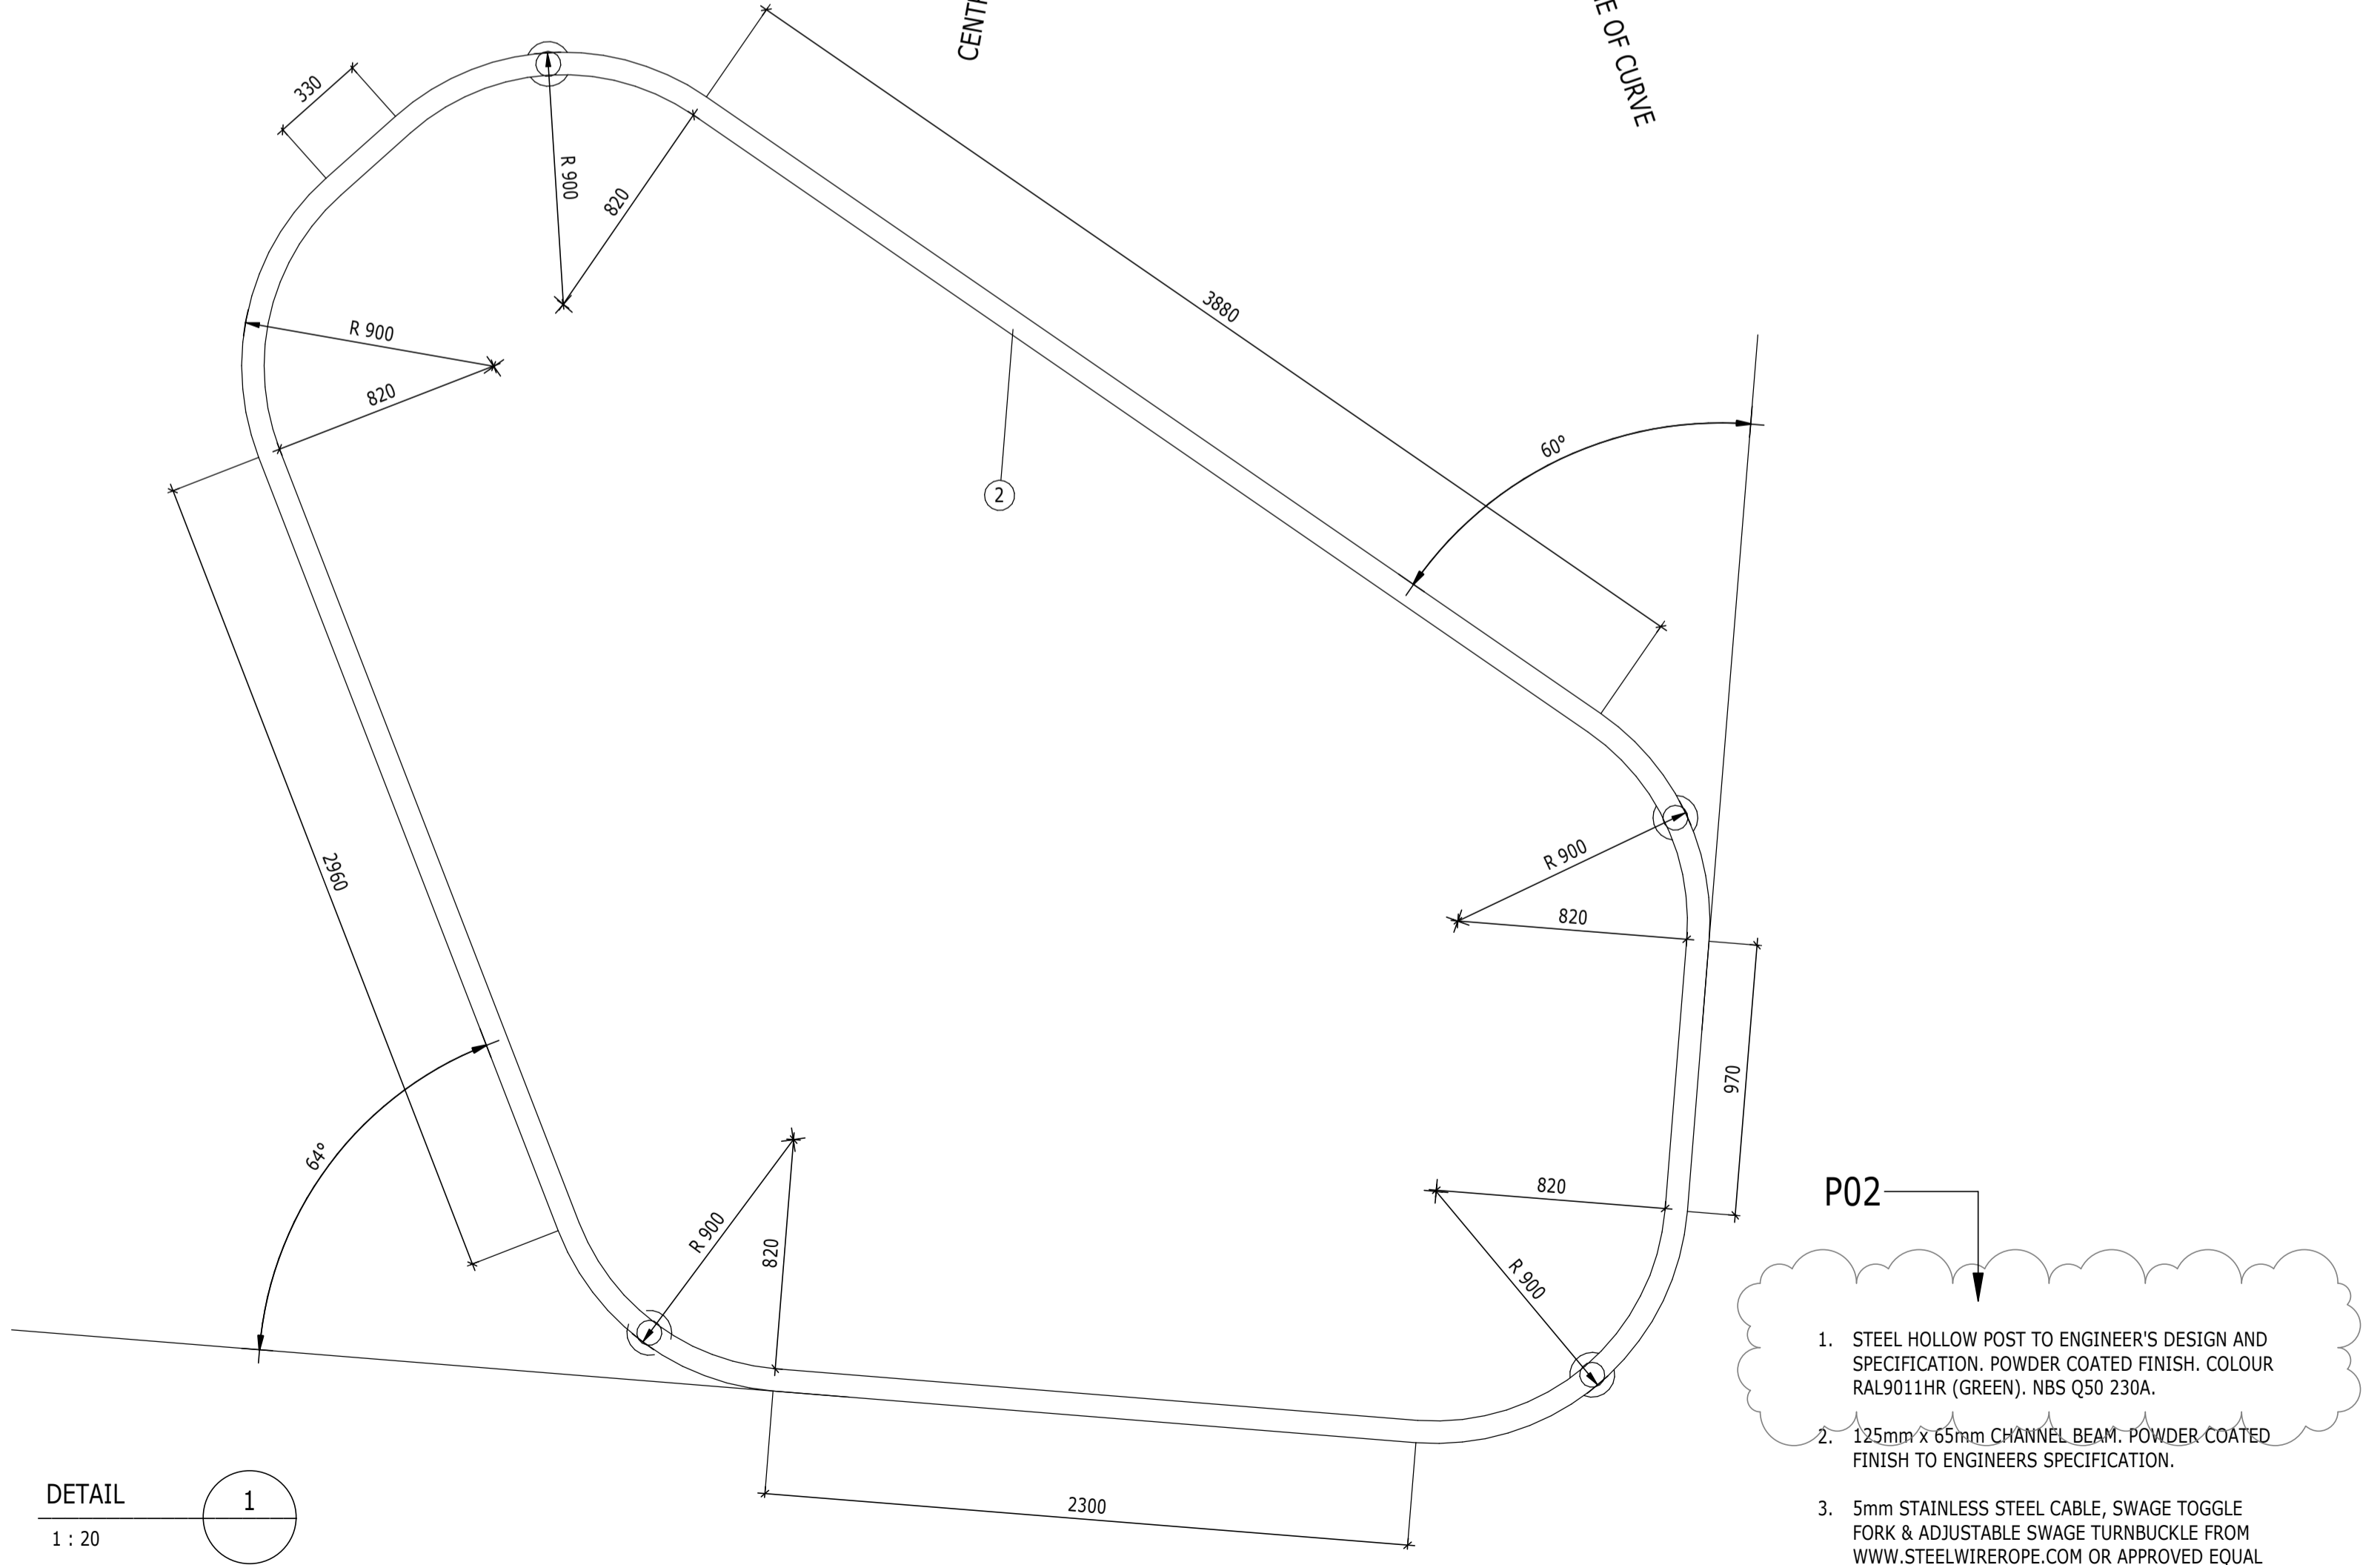 CENT
E OF CURVE
330
R 900
820
3880
R 900
820
60°
2
2960
R 900
820
970
64°
R 900
820
820
R 900
P02
1. STEEL HOLLOW POST TO ENGINEER'S DESIGN AND
SPECIFICATION. POWDER COATED FINISH. COLOUR
RAL9011HR (GREEN). NBS Q50 230A.
2. 125mm x 65mm CHANNEL BEAM. POWDER COATED
FINISH TO ENGINEERS SPECIFICATION.
3. 5mm STAINLESS STEEL CABLE, SWAGE TOGGLE
FORK & ADJUSTABLE SWAGE TURNBUCKLE FROM
WWW.STEELWIREROPE.COM OR APPROVED EQUAL
2300
DETAIL
1
1 : 20